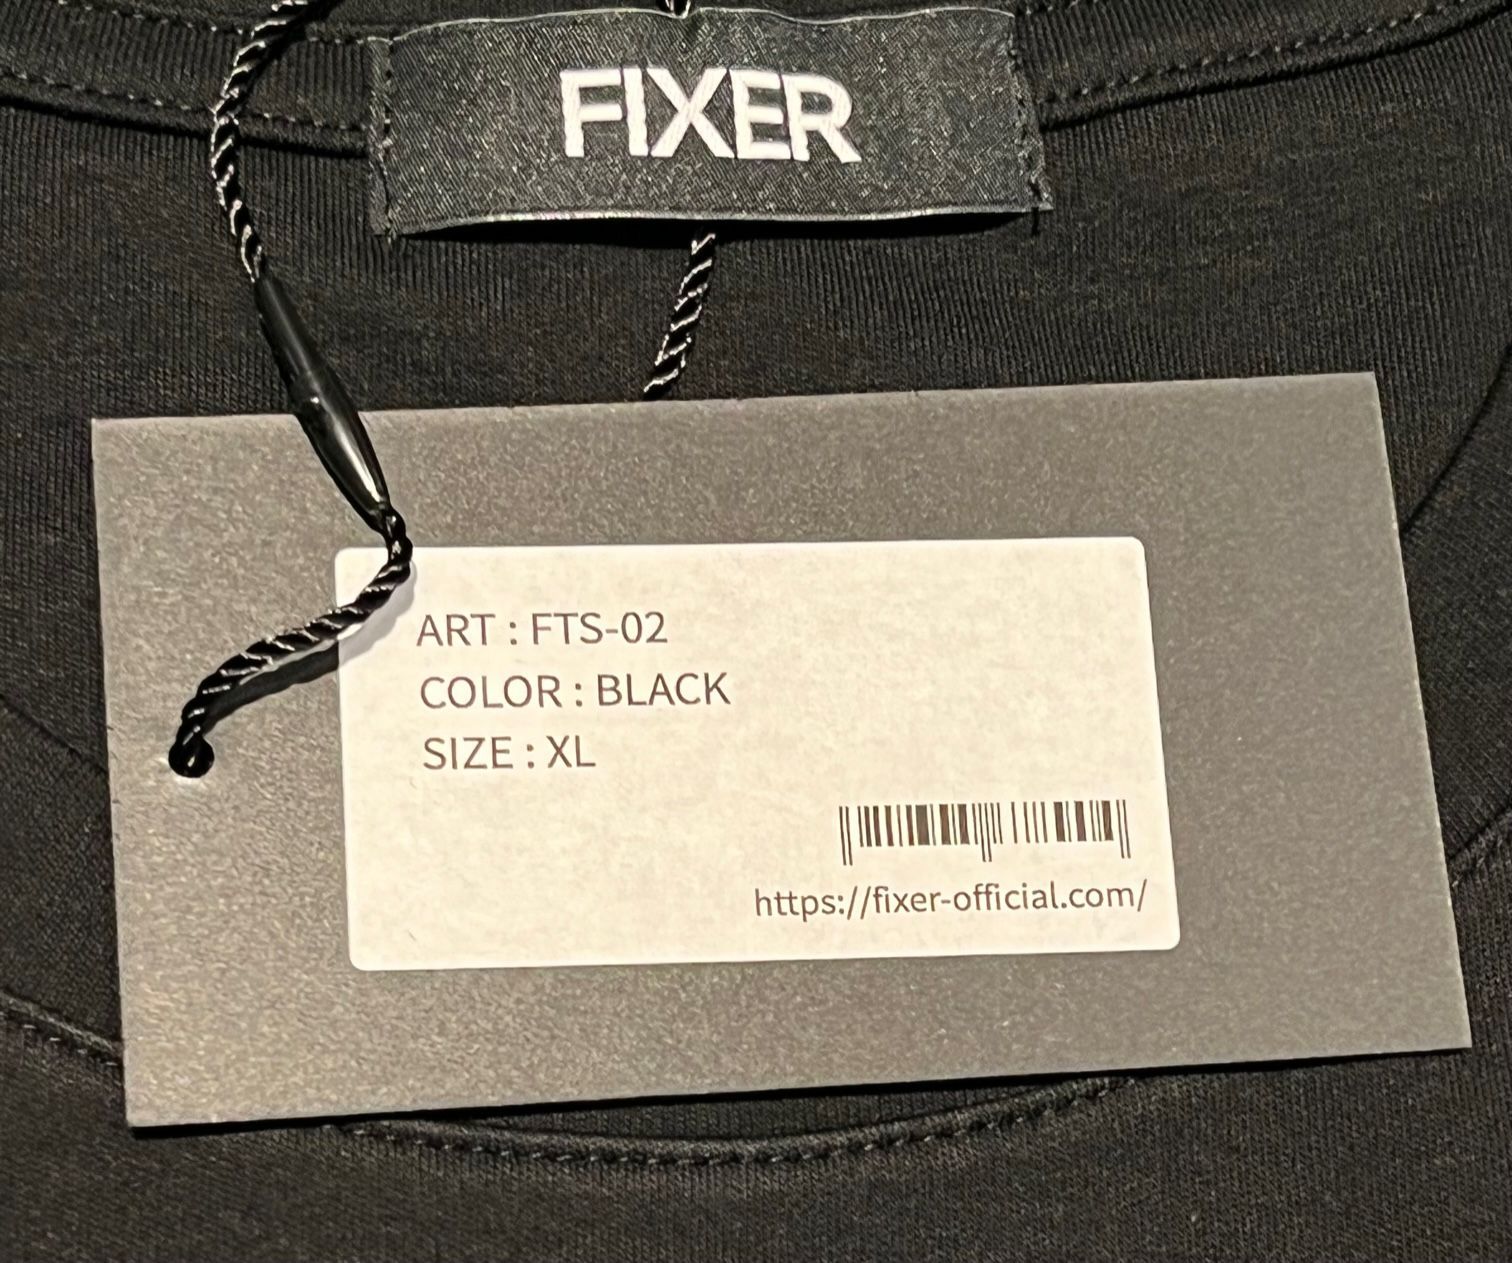 FIXER
ART : FTS-02
COLOR : BLACK
SIZE : XL
https://fixer-official.com/